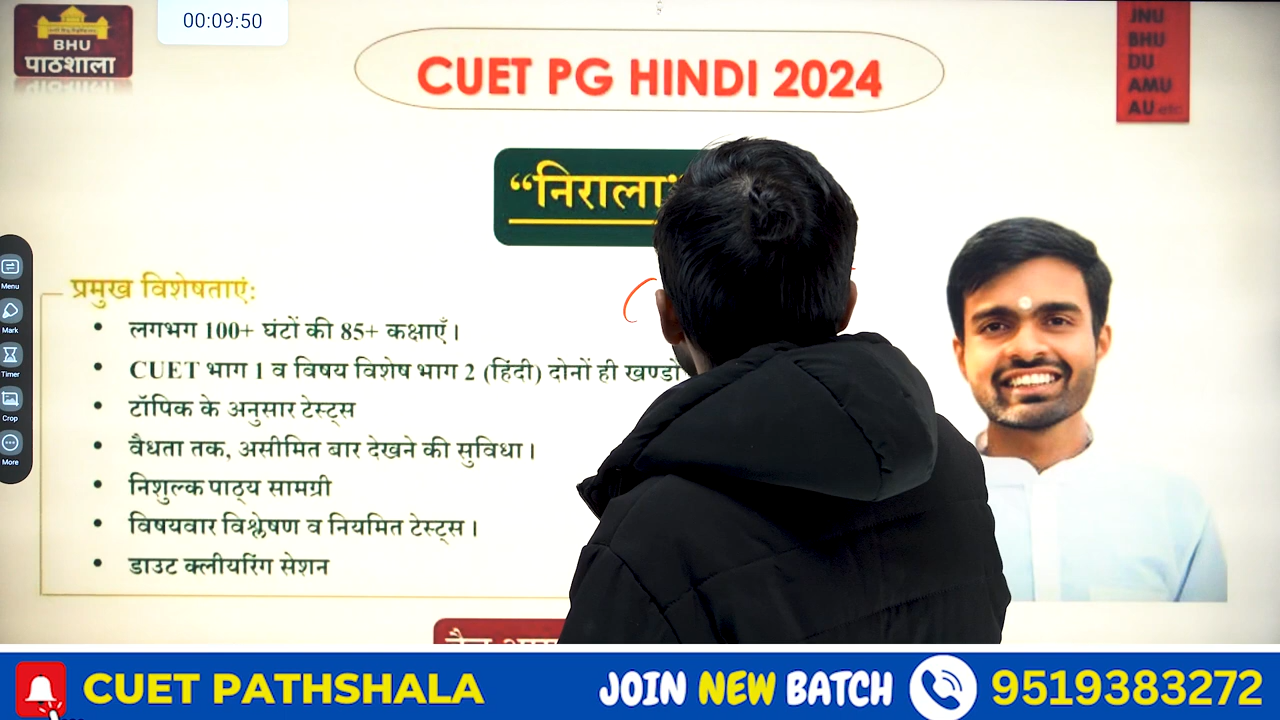 BHU
पाठशाला
00:09:50
CUET PG HINDI 2024
JNU
BHU
DU
AMU
AU etc
“निराला”
प्रमुख विशेषताएं:
• लगभग 100+ घंटों की 85+ कक्षाएँ।
• CUET भाग 1 व विषय विशेष भाग 2 (हिंदी) दोनों ही खण्डों
• टॉपिक के अनुसार टेस्ट्स
• वैधता तक, असीमित बार देखने की सुविधा।
• निशुल्क पाठ्य सामग्री
• विषयवार विश्लेषण व नियमित टेस्ट्स।
• डाउट क्लीयरिंग सेशन
Menu
Mark
Timer
Crop
More
CUET PATHSHALA
JOIN NEW BATCH
9519383272